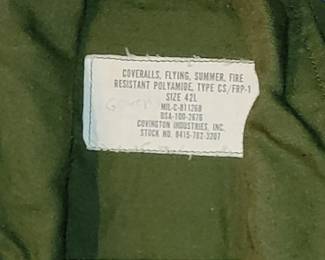 COVERALLS, FLYING, SUMMER, FIRE
RESISTANT POLYAMIDE, TYPE CS/FRP-1
SIZE 42L
MIL-C-81126B
DSA-100-2676
COVINGTON INDUSTRIES, INC.
STOCK NO. 8415-782-3207